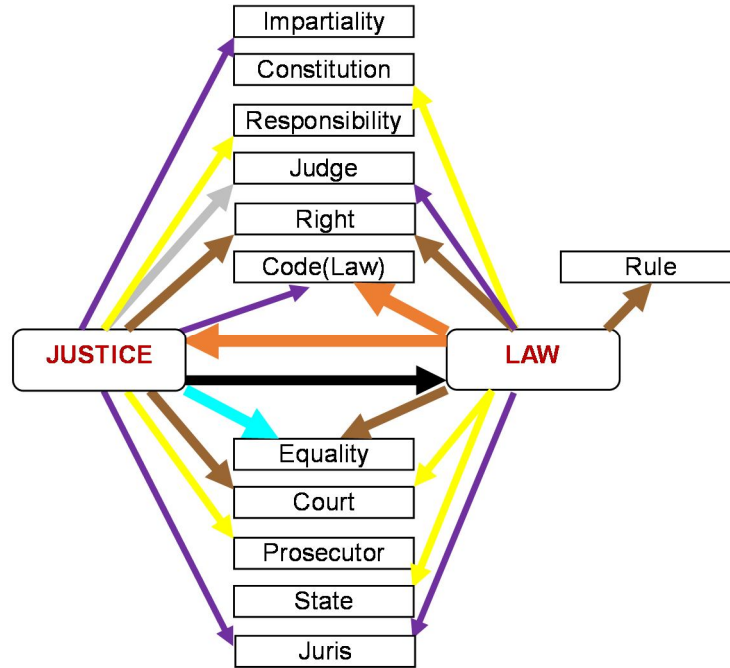 Impartiality
Constitution
Responsibility
Judge
Right
Code(Law)
Rule
JUSTICE
LAW
Equality
Court
Prosecutor
State
Juris